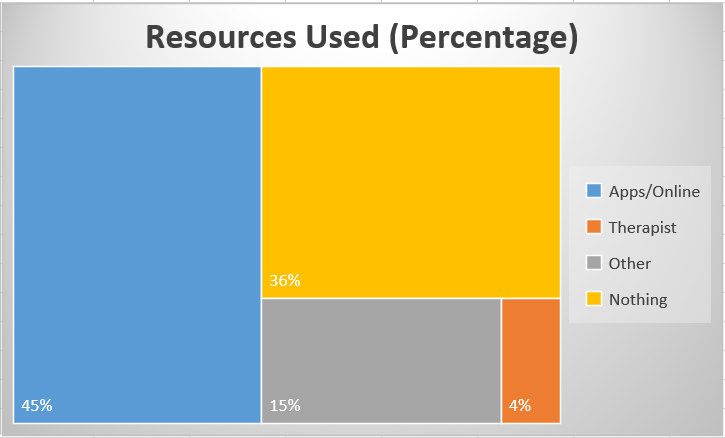 Resources Used (Percentage)
36%
45%
15%
4%
Apps/Online
Therapist
Other
Nothing